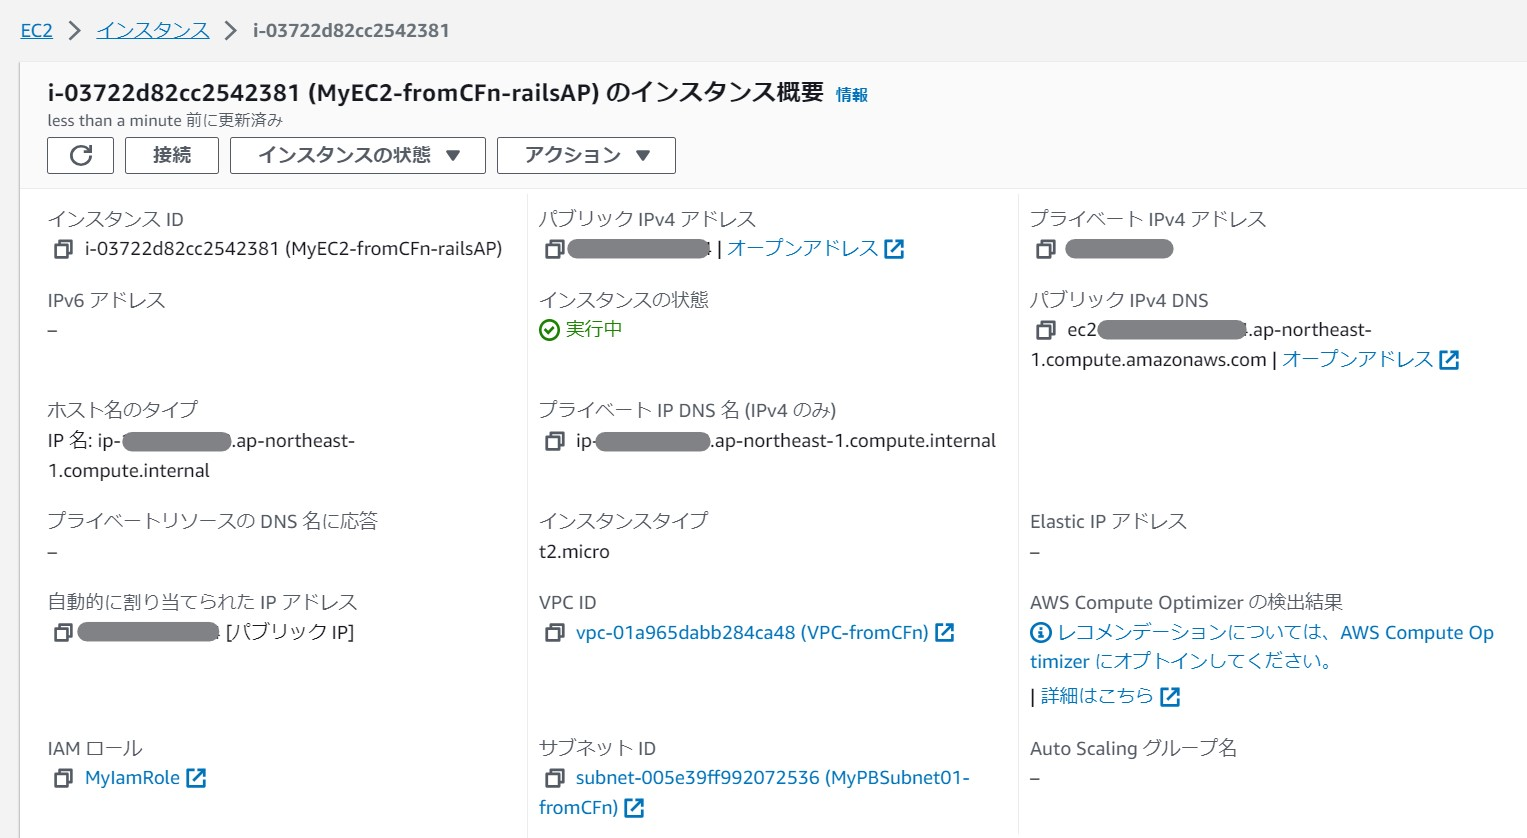 EC2 > インスタンス > i-03722d82cc2542381
i-03722d82cc2542381 (MyEC2-fromCFn-railsAP) のインスタンス概要 情報
less than a minute 前に更新済み
接続 インスタンスの状態 ▼ アクション ▼
インスタンス ID
i-03722d82cc2542381 (MyEC2-fromCFn-railsAP)
パブリック IPv4 アドレス
| オープンアドレス
プライベート IPv4 アドレス
IPv6 アドレス
–
インスタンスの状態
実行中
パブリック IPv4 DNS
ec2 .ap-northeast-
1.compute.amazonaws.com | オープンアドレス
ホスト名のタイプ
IP 名: ip- .ap-northeast-
1.compute.internal
プライベート IP DNS 名 (IPv4 のみ)
ip- .ap-northeast-1.compute.internal
プライベートリソースの DNS 名に応答
–
インスタンスタイプ
t2.micro
Elastic IP アドレス
–
自動的に割り当てられた IP アドレス
[パブリック IP]
VPC ID
vpc-01a965dabb284ca48 (VPC-fromCFn)
AWS Compute Optimizer の検出結果
レコメンデーションについては、AWS Compute Op
timizer にオプトインしてください。
| 詳細はこちら
IAM ロール
MyIamRole
サブネット ID
subnet-005e39ff992072536 (MyPBSubnet01-
fromCFn)
Auto Scaling グループ名
–